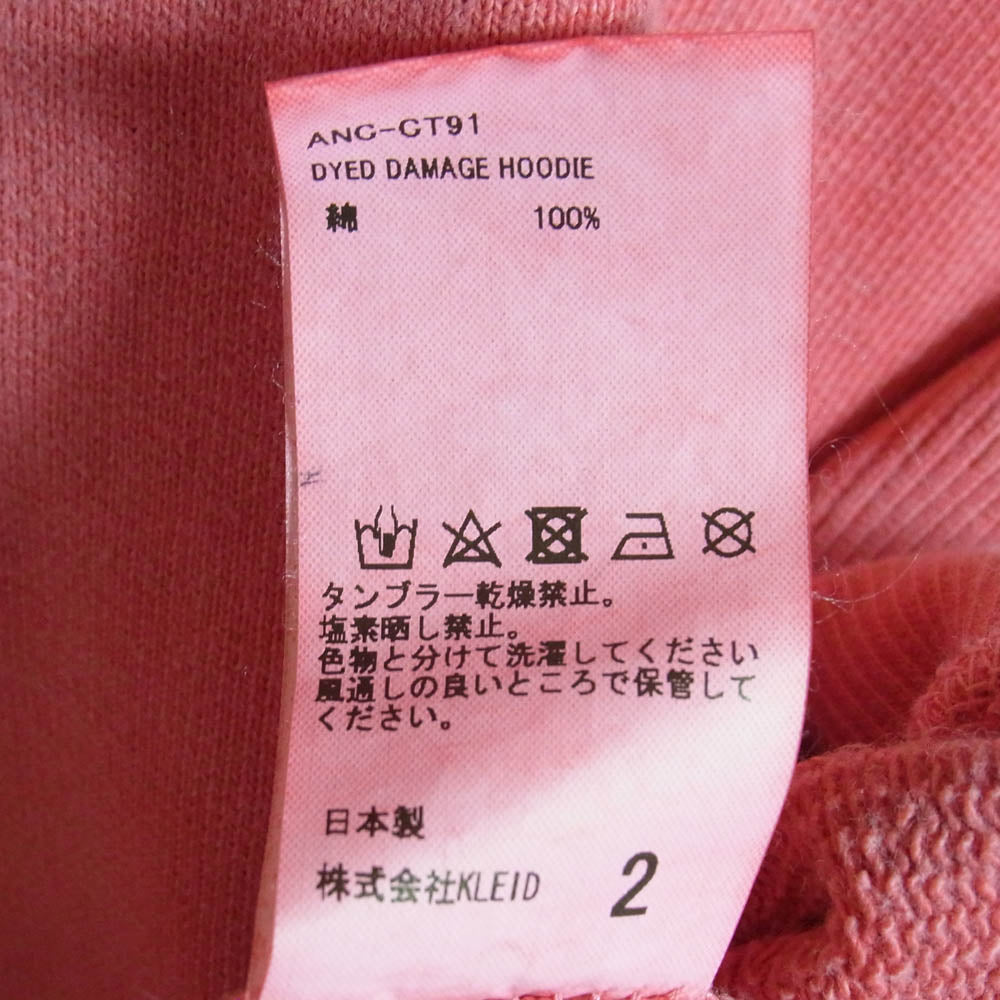 ANC-CT91
DYED DAMAGE HOODIE
綿 100%
タンブラー乾燥禁止。
塩素晒し禁止。
色物と分けて洗濯してください
風通しの良いところで保管して
ください。
日本製
株式会社KLEID 2